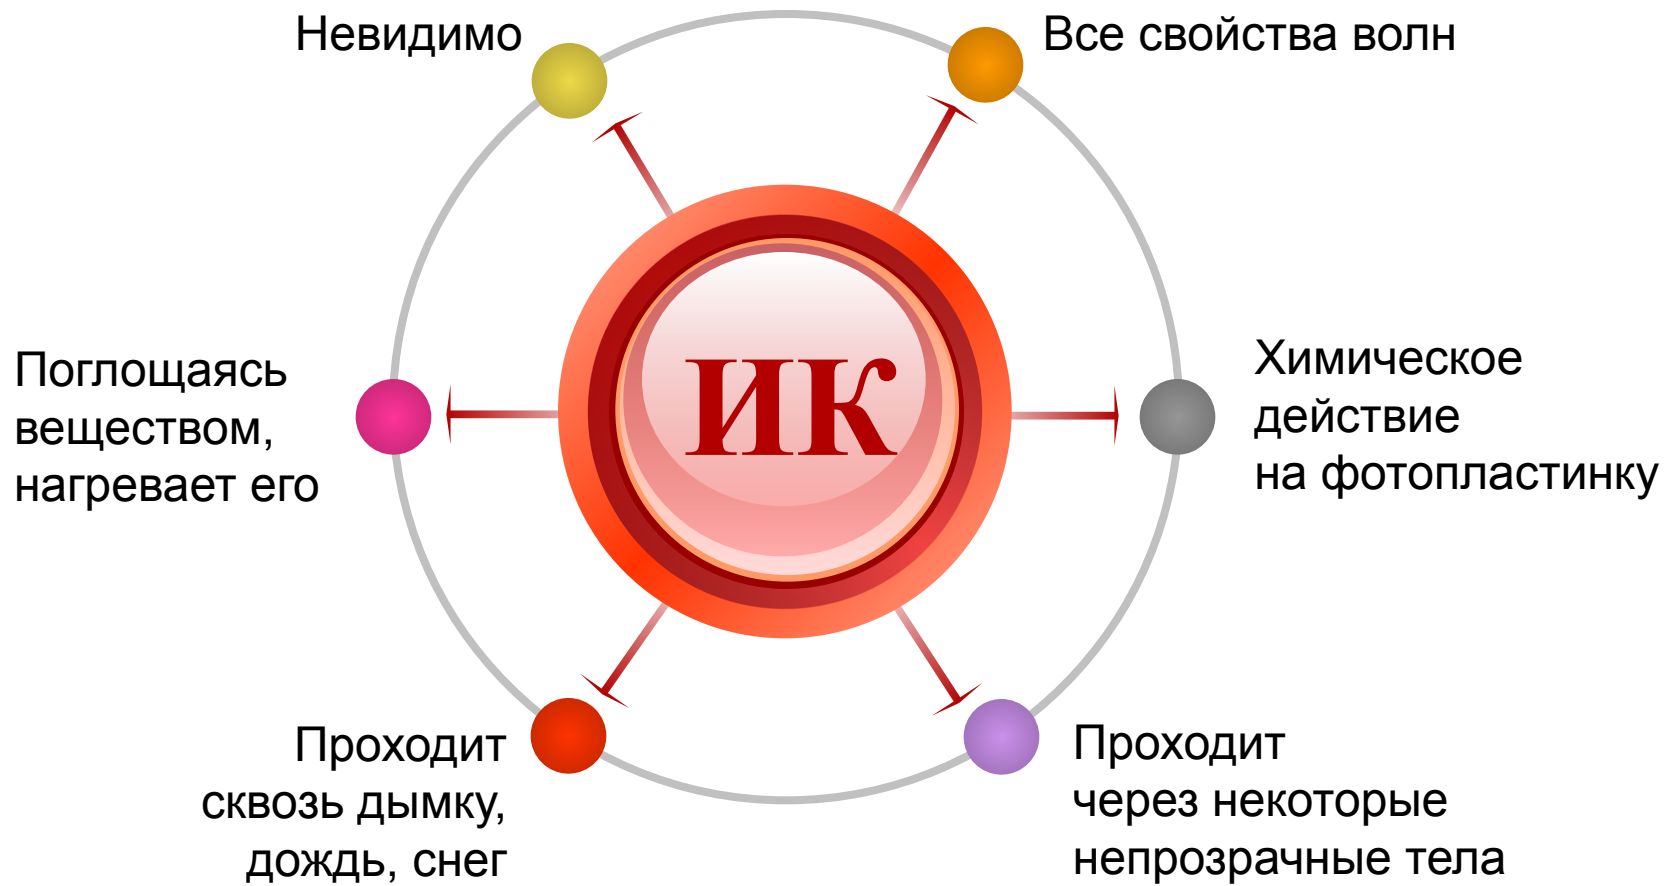 Невидимо
Все свойства волн
Поглощаясь
веществом,
нагревает его
ИК
Химическое
действие
на фотопластинку
Проходит
сквозь дымку,
дождь, снег
Проходит
через некоторые
непрозрачные тела